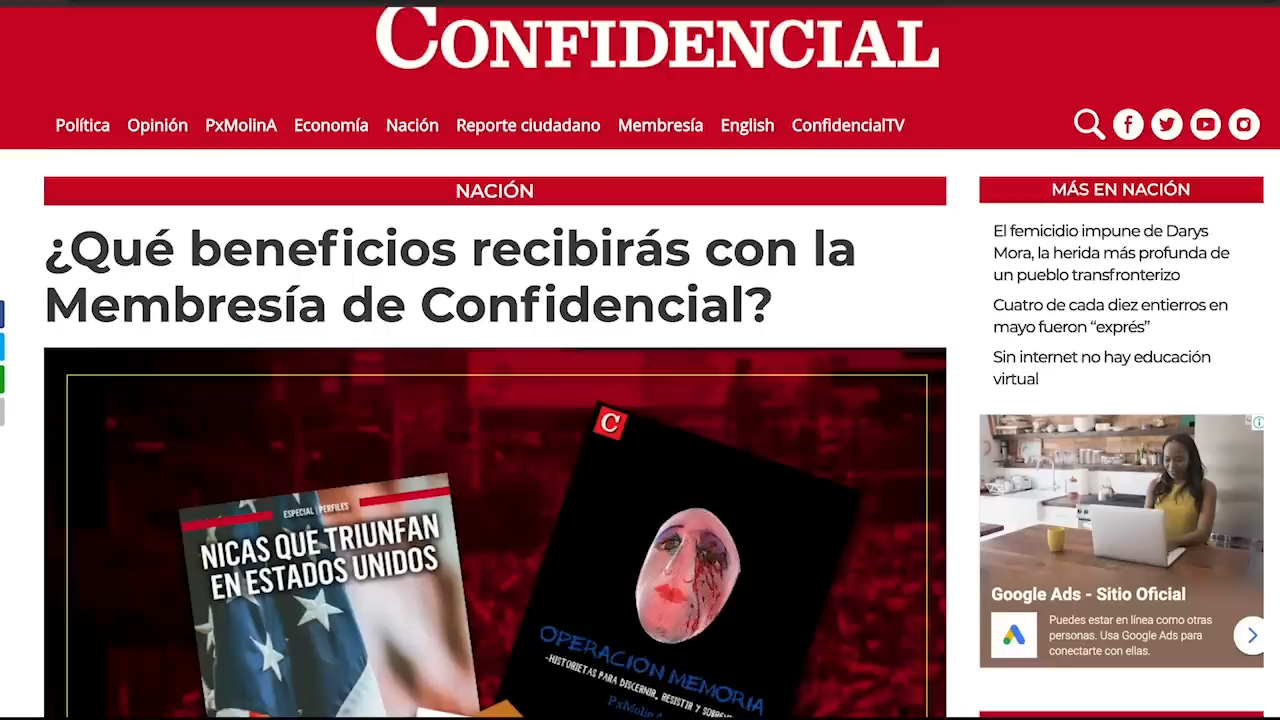 CONFIDENCIAL
Política Opinión PxMolinA Economía Nación Reporte ciudadano Membresía English ConfidencialTV
NACIÓN
¿Qué beneficios recibirás con la
Membresía de Confidencial?
C
ESPECIAL | PERFILES
NICAS QUE TRIUNFAN
EN ESTADOS UNIDOS
OPERACIÓN MEMORIA
-HISTORIETAS PARA DISCERNIR, RESISTIR Y
MÁS EN NACIÓN
El femicidio impune de Darys
Mora, la herida más profunda de
un pueblo transfronterizo
Cuatro de cada diez entierros en
mayo fueron “exprés”
Sin internet no hay educación
virtual
Google Ads - Sitio Oficial
Puedes estar en línea como otras
personas. Usa Google Ads para
conectarte con ellas.